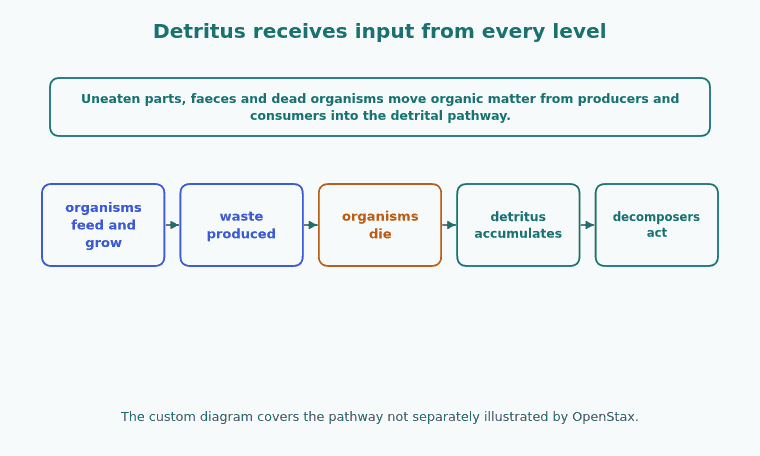 Detritus receives input from every level
Uneaten parts, faeces and dead organisms move organic matter from producers and
consumers into the detrital pathway.
organisms
feed and
grow
waste
produced
organisms
die
detritus
accumulates
decomposers
act
The custom diagram covers the pathway not separately illustrated by OpenStax.